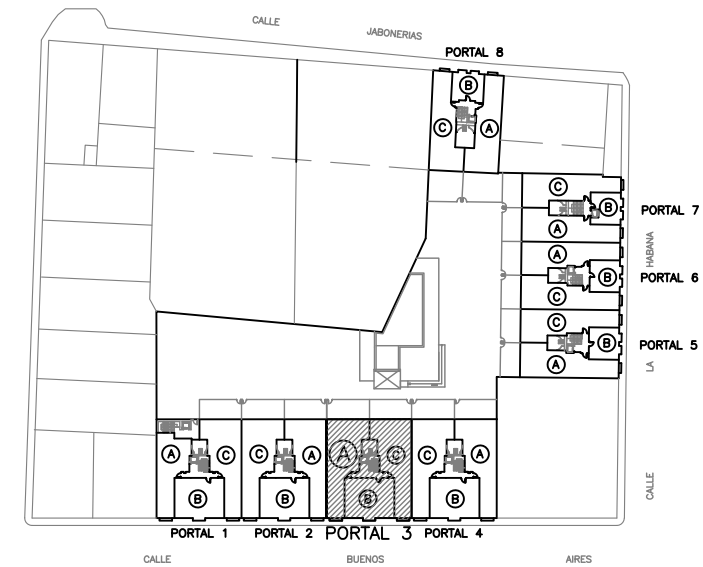 CALLE JABONERIAS
PORTAL 8
B
C A
C
B
PORTAL 7
A
HABANA
A
B
PORTAL 6
C
C
B
PORTAL 5
A
LA
A C C A A C C A
B B B B
CALLE
PORTAL 1 PORTAL 2 PORTAL 3 PORTAL 4
CALLE BUENOS AIRES